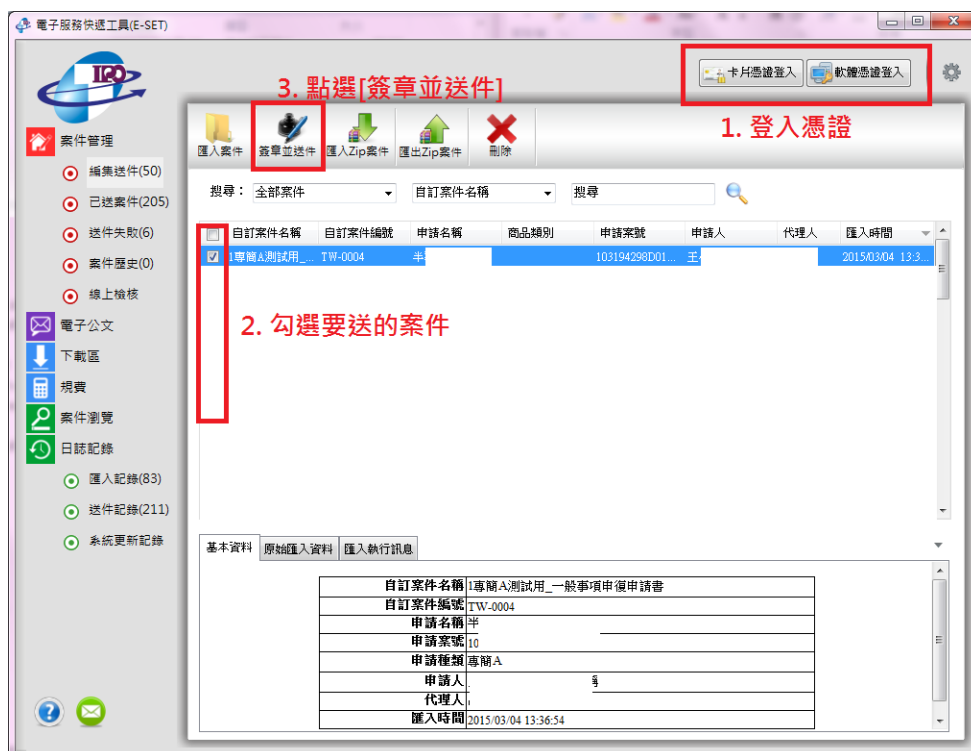 電子服務快遞工具(E-SET)
TIPO
卡片憑證登入
軟體憑證登入
1. 登入憑證
3. 點選[簽章並送件]
匯入案件
簽章並送件
匯入Zip案件
匯出Zip案件
刪除
案件管理
編集送件(50)
已送案件(205)
送件失敗(6)
案件歷史(0)
線上檢核
電子公文
下載區
規費
案件瀏覽
日誌記錄
匯入記錄(83)
送件記錄(211)
系統更新記錄
搜尋： 全部案件 自訂案件名稱 搜尋
自訂案件名稱 自訂案件編號 申請名稱 商品類別 申請案號 申請人 代理人 匯入時間
1專簡A測試用_... TW-0004 半 103194298D01... 王 2015/03/04 13:3...
2. 勾選要送的案件
基本資料 原始匯入資料 匯入執行訊息
自訂案件名稱 1專簡A測試用_一般事項申復申請書
自訂案件編號 TW-0004
申請名稱 半
申請案號 10
申請種類 專簡A
申請人
代理人
匯入時間 2015/03/04 13:36:54